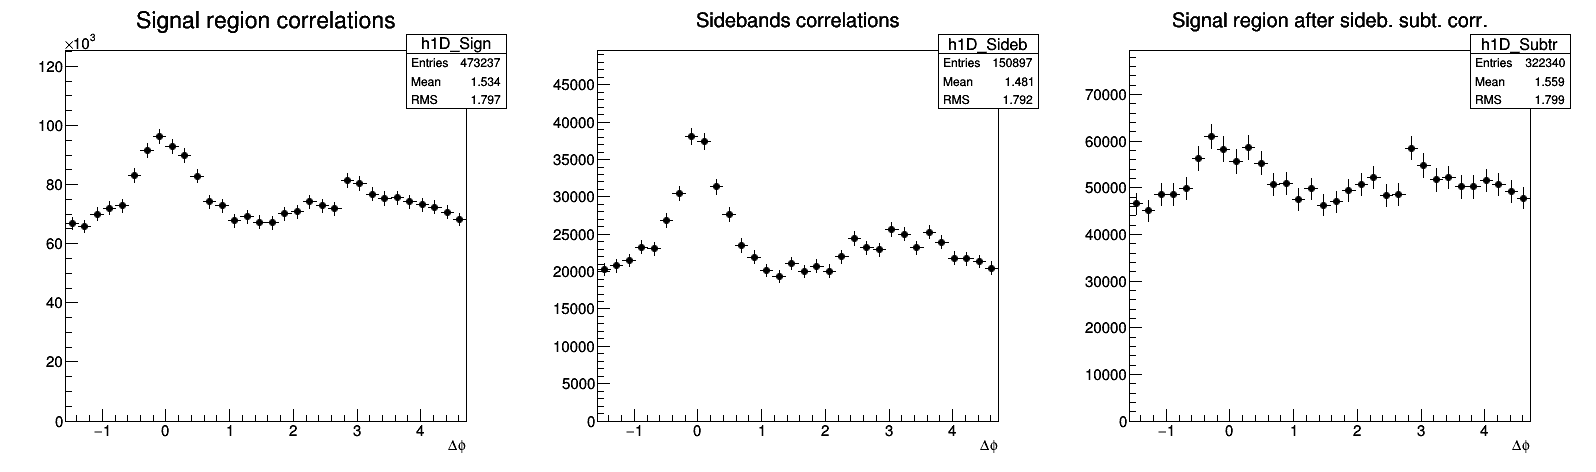 Signal region correlations
×10³
h1D_Sign
Entries 473237
Mean 1.534
RMS 1.797
120
100
80
60
40
20
0
−1 0 1 2 3 4
Δφ
Sidebands correlations
h1D_Sideb
Entries 150897
Mean 1.481
RMS 1.792
45000
40000
35000
30000
25000
20000
15000
10000
5000
0
−1 0 1 2 3 4
Δφ
Signal region after sideb. subt. corr.
h1D_Subtr
Entries 322340
Mean 1.559
RMS 1.799
70000
60000
50000
40000
30000
20000
10000
0
−1 0 1 2 3 4
Δφ